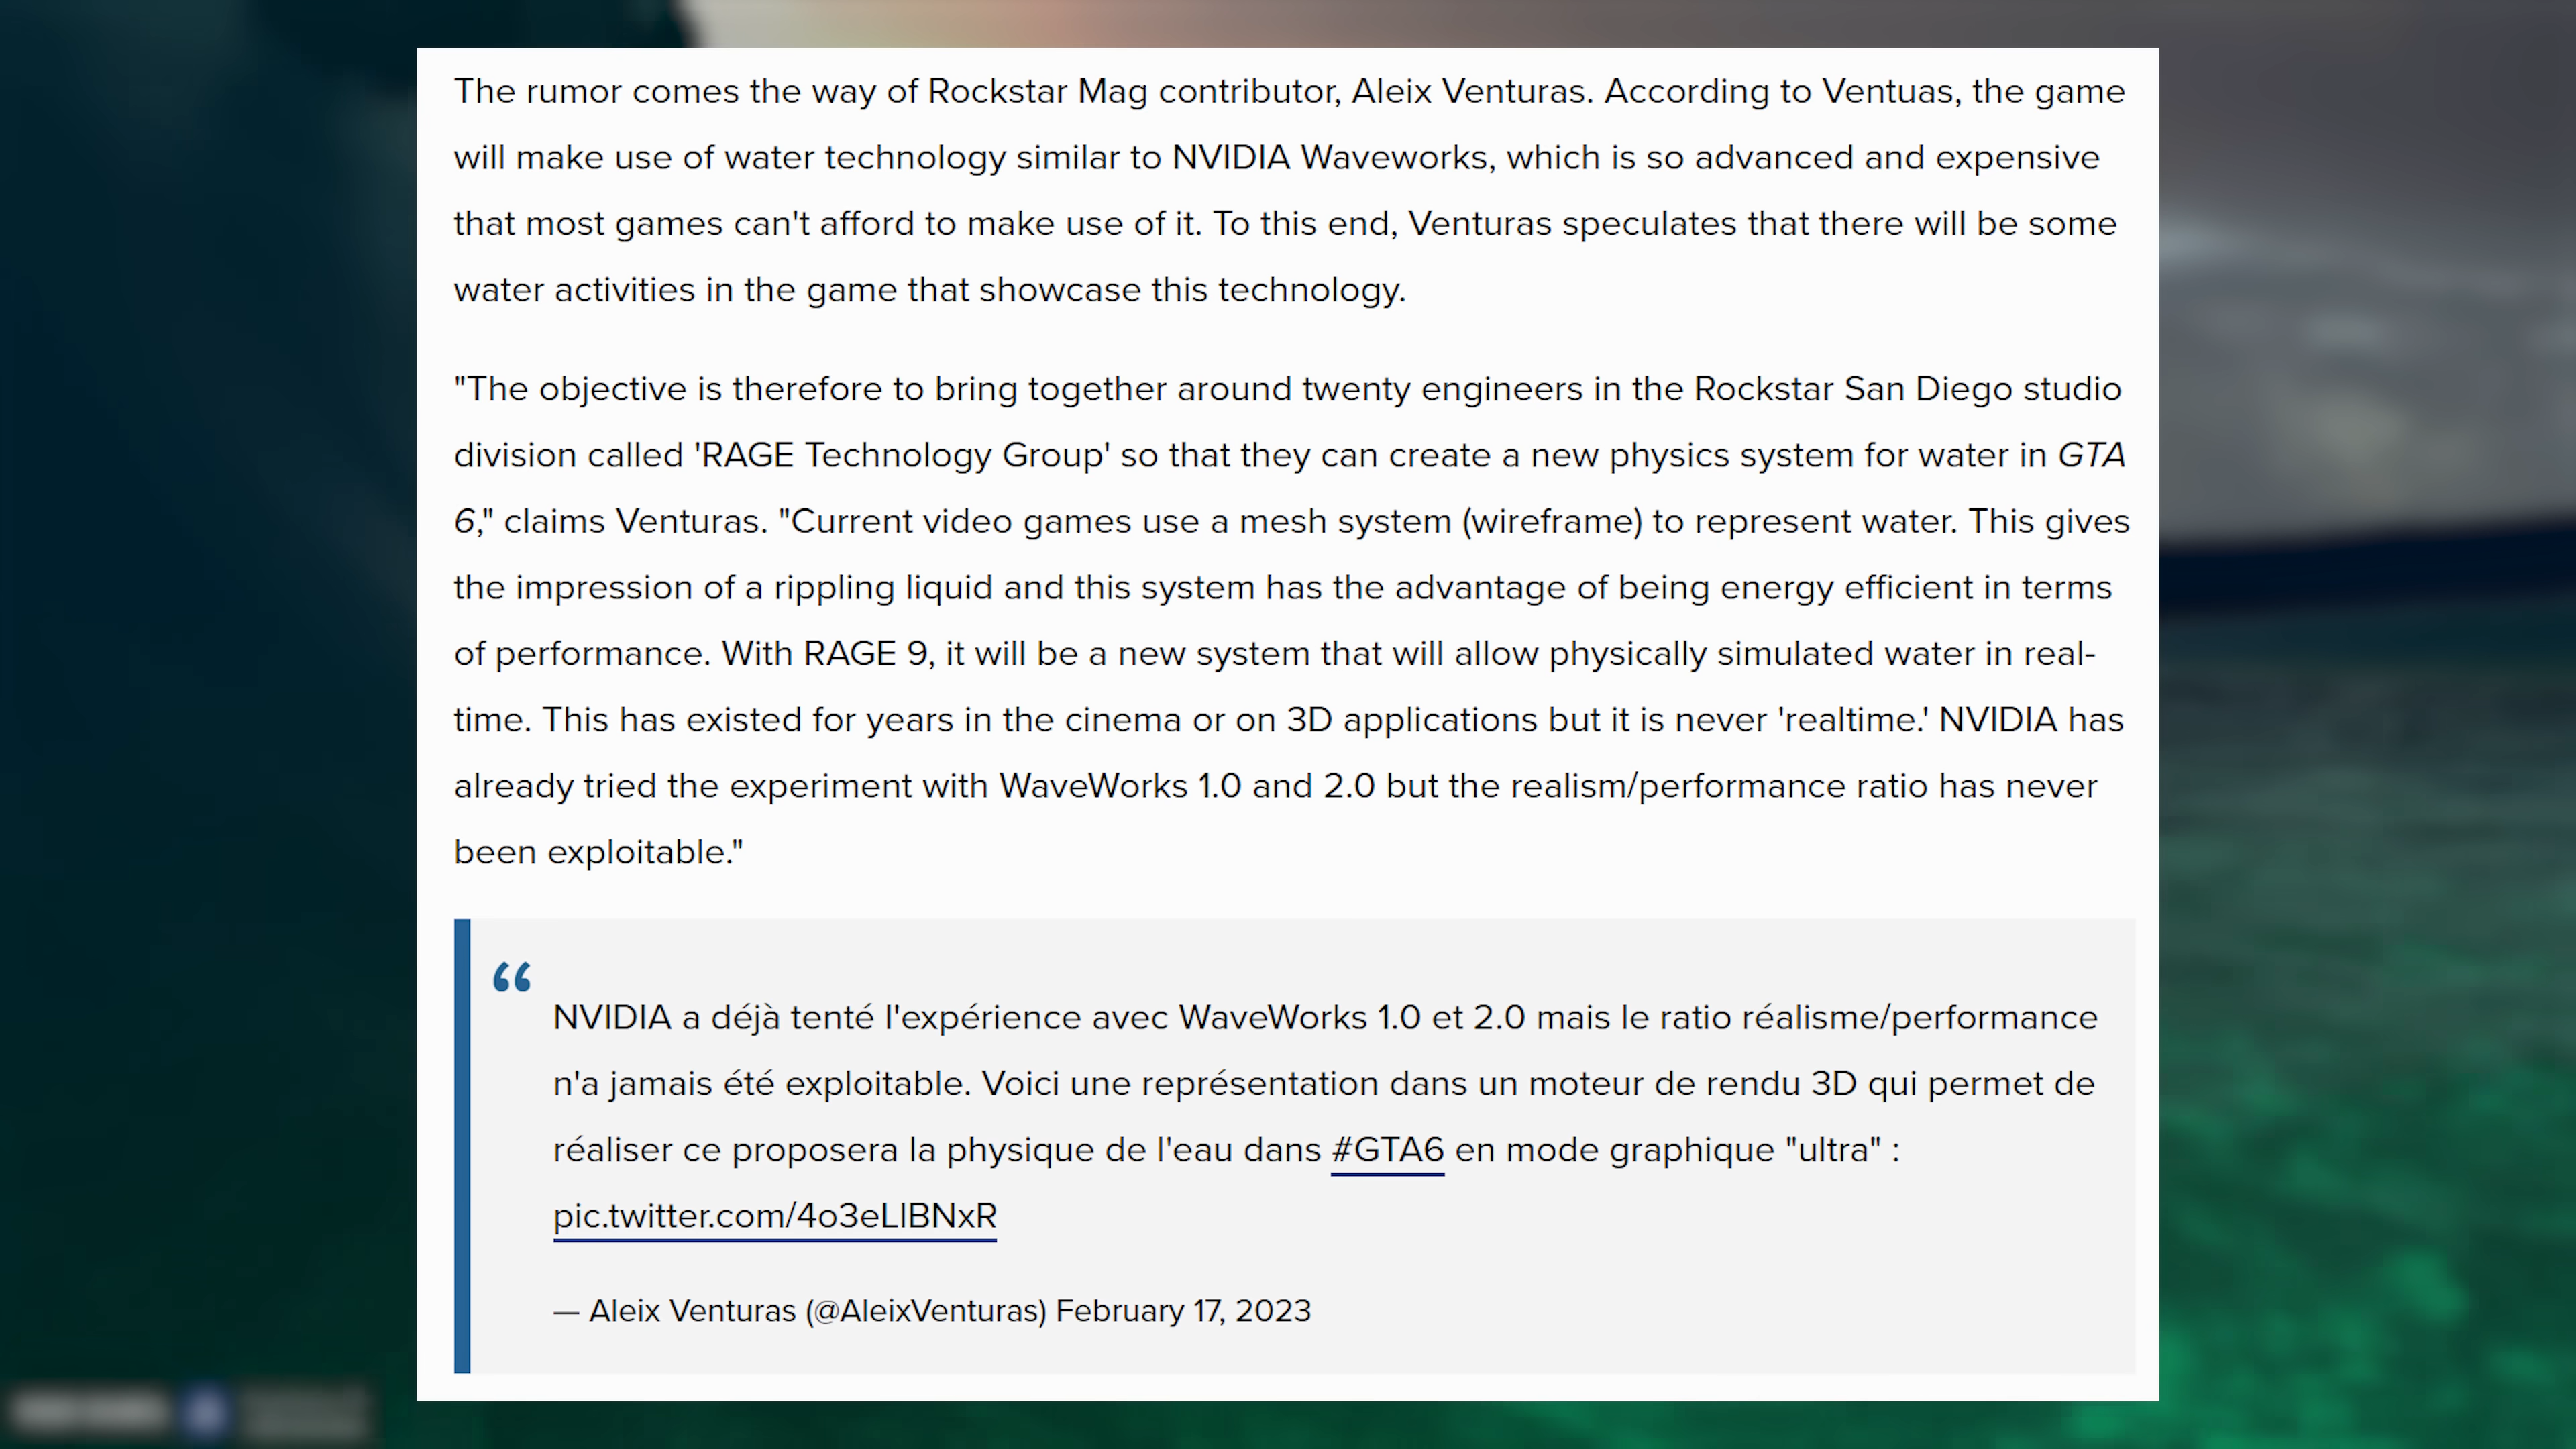 The rumor comes the way of Rockstar Mag contributor, Aleix Venturas. According to Ventuas, the game
will make use of water technology similar to NVIDIA Waveworks, which is so advanced and expensive
that most games can't afford to make use of it. To this end, Venturas speculates that there will be some
water activities in the game that showcase this technology.
"The objective is therefore to bring together around twenty engineers in the Rockstar San Diego studio
division called 'RAGE Technology Group' so that they can create a new physics system for water in GTA
6," claims Venturas. "Current video games use a mesh system (wireframe) to represent water. This gives
the impression of a rippling liquid and this system has the advantage of being energy efficient in terms
of performance. With RAGE 9, it will be a new system that will allow physically simulated water in real-
time. This has existed for years in the cinema or on 3D applications but it is never 'realtime.' NVIDIA has
already tried the experiment with WaveWorks 1.0 and 2.0 but the realism/performance ratio has never
been exploitable."
“
NVIDIA a déjà tenté l'expérience avec WaveWorks 1.0 et 2.0 mais le ratio réalisme/performance
n'a jamais été exploitable. Voici une représentation dans un moteur de rendu 3D qui permet de
réaliser ce proposera la physique de l'eau dans #GTA6 en mode graphique "ultra" :
pic.twitter.com/4o3eLlBNxR
— Aleix Venturas (@AleixVenturas) February 17, 2023